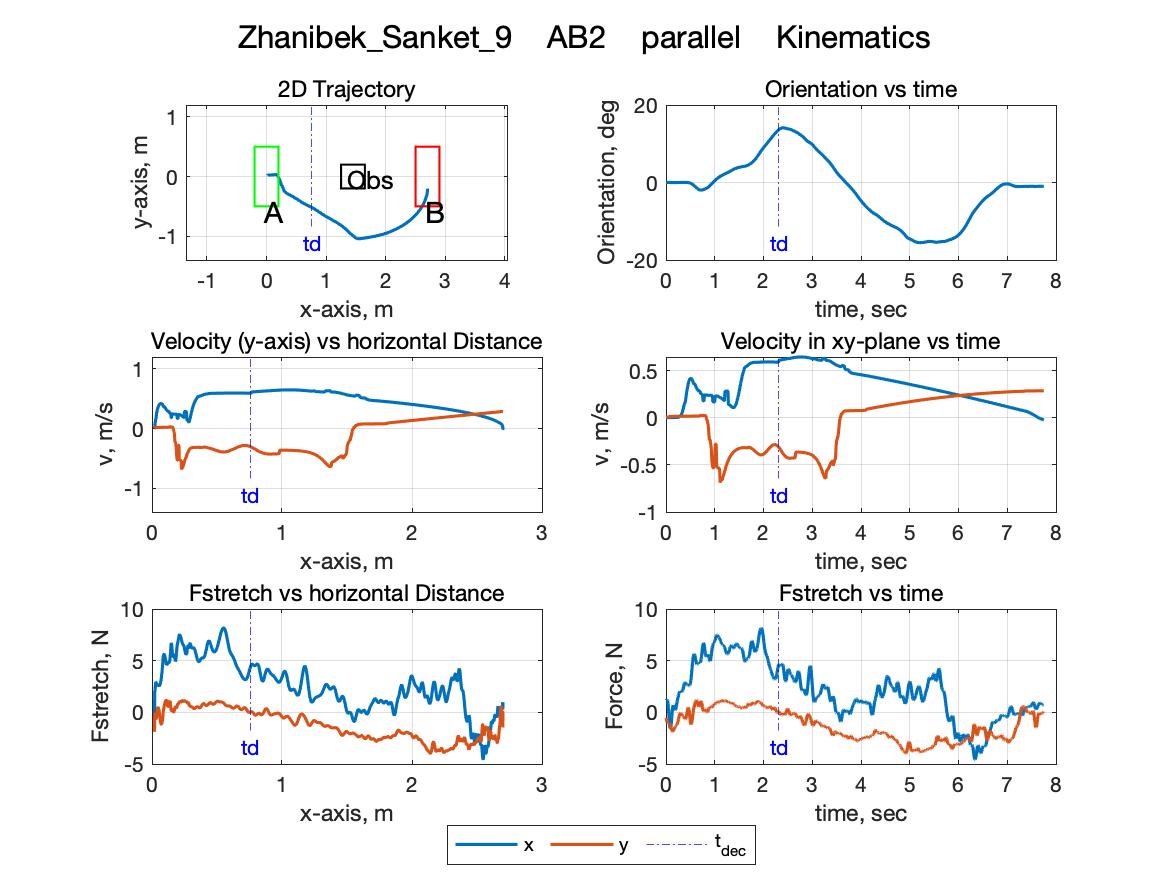 Zhanibek_Sanket_9 AB2 parallel Kinematics
2D Trajectory
y-axis, m
1
0
-1
A
td
Obs
B
-1 0 1 2 3 4
x-axis, m
Orientation vs time
Orientation, deg
20
0
-20
td
0 1 2 3 4 5 6 7 8
time, sec
Velocity (y-axis) vs horizontal Distance
v, m/s
1
0
-1
td
0 1 2 3
x-axis, m
Velocity in xy-plane vs time
v, m/s
0.5
0
-0.5
-1
td
0 1 2 3 4 5 6 7 8
time, sec
Fstretch vs horizontal Distance
Fstretch, N
10
5
0
-5
td
0 1 2 3
x-axis, m
Fstretch vs time
Force, N
10
5
0
-5
td
0 1 2 3 4 5 6 7 8
time, sec
x y t_dec